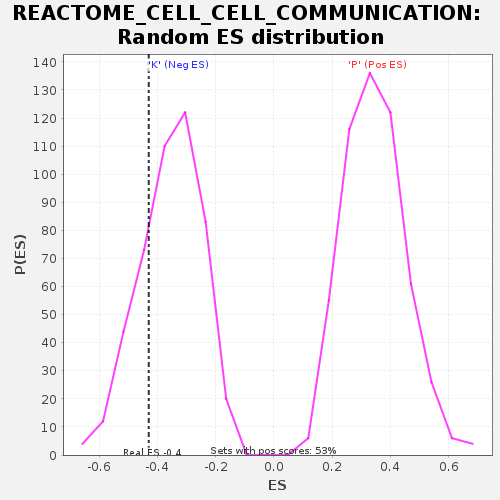 REACTOME_CELL_CELL_COMMUNICATION:
Random ES distribution
'K' (Neg ES)
'P' (Pos ES)
140
130
120
110
100
90
80
70
60
50
40
30
20
10
0
P(ES)
Real ES -0.4
Sets with pos scores: 53%
-0.6 -0.4 -0.2 0.0 0.2 0.4 0.6
ES